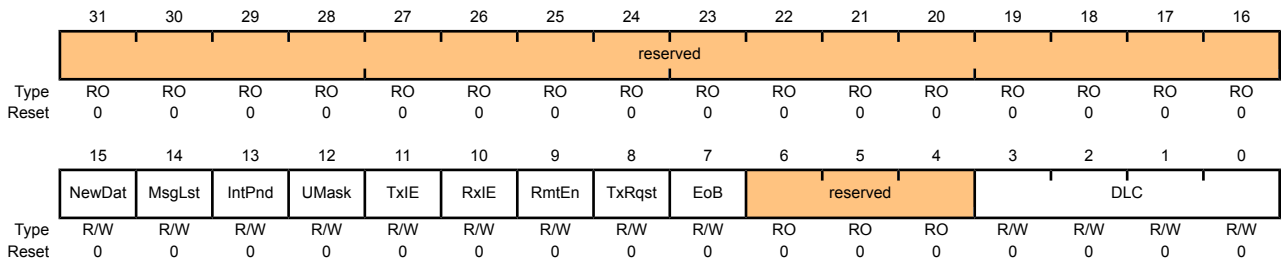 31 30 29 28 27 26 25 24 23 22 21 20 19 18 17 16
reserved
Type RO RO RO RO RO RO RO RO RO RO RO RO RO RO RO RO
Reset 0 0 0 0 0 0 0 0 0 0 0 0 0 0 0 0
15 14 13 12 11 10 9 8 7 6 5 4 3 2 1 0
NewDat MsgLst IntPnd UMask TxIE RxIE RmtEn TxRqst EoB reserved DLC
Type R/W R/W R/W R/W R/W R/W R/W R/W R/W RO RO RO R/W R/W R/W R/W
Reset 0 0 0 0 0 0 0 0 0 0 0 0 0 0 0 0